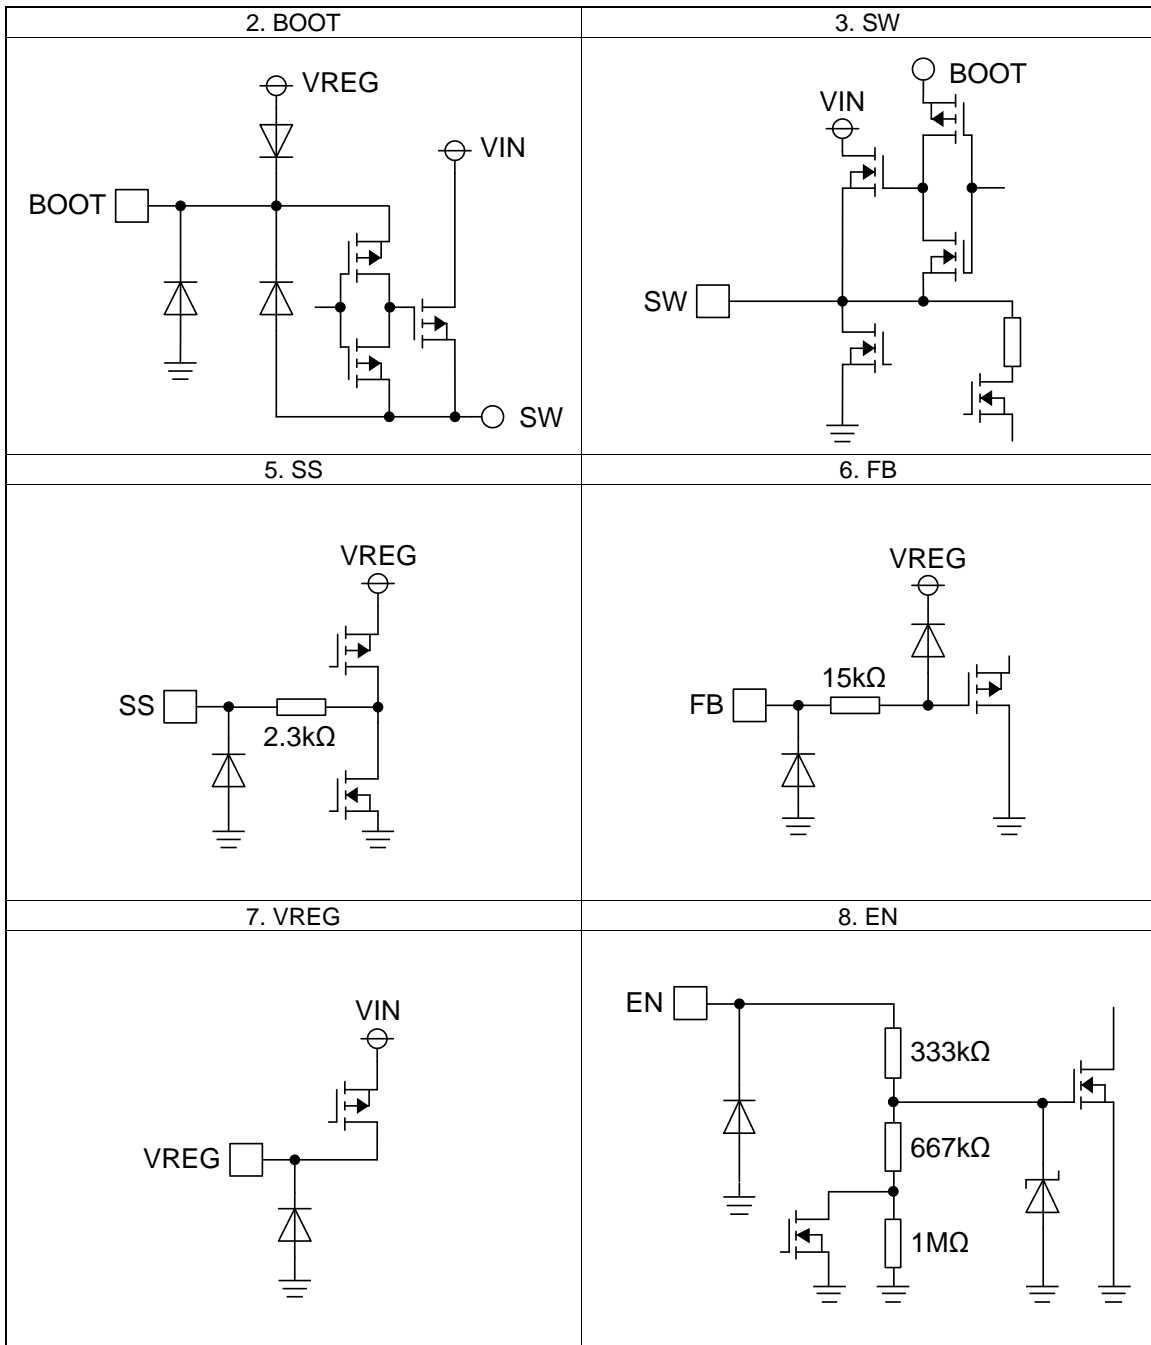 2. BOOT
3. SW
VREG
VIN
BOOT
SW
BOOT
VIN
SW
5. SS
6. FB
VREG
SS
2.3kΩ
VREG
15kΩ
FB
7. VREG
8. EN
VIN
VREG
EN
333kΩ
667kΩ
1MΩ